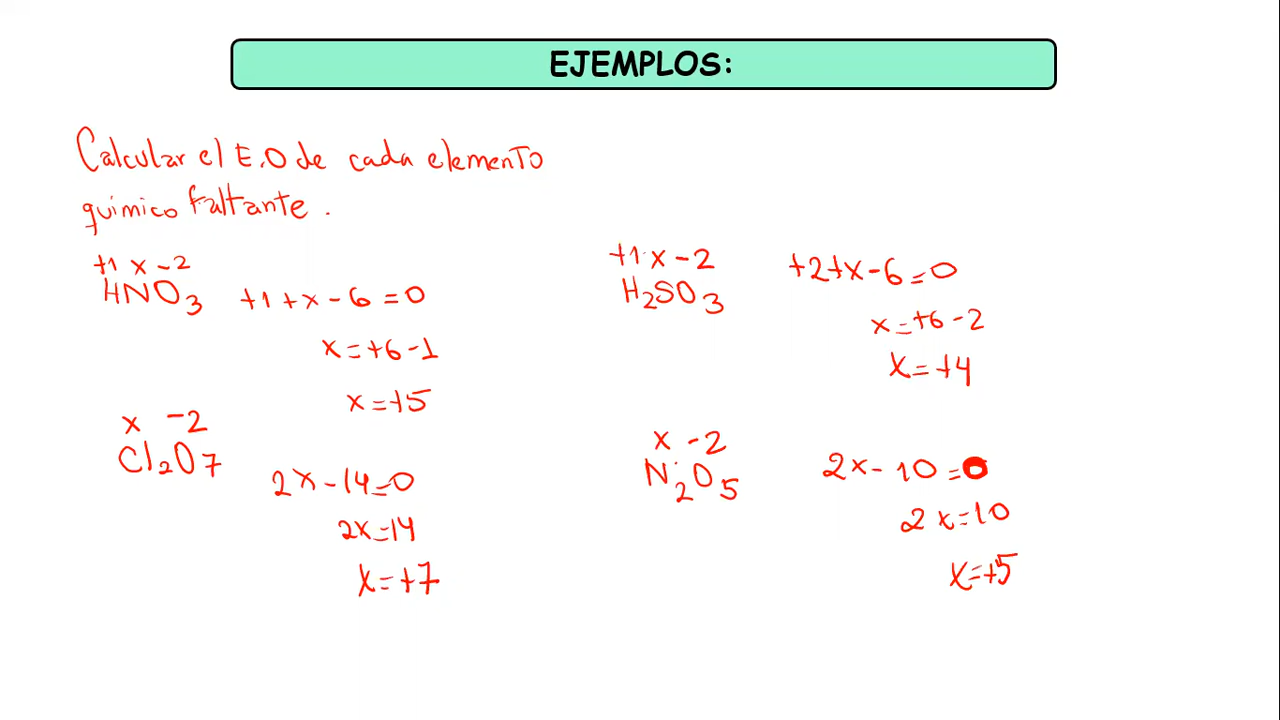 EJEMPLOS:
Calcular el E.O de cada elemento
químico faltante.
+1 x -2
HNO3
+1 + x - 6 = 0
x = +6 - 1
x = +5
x -2
Cl2O7
2x - 14 = 0
2x = 14
x = +7
+1 x -2
H2SO3
+2 + x - 6 = 0
x = +6 - 2
x = +4
x -2
N2O5
2x - 10 = 0
2x = 10
x = +5